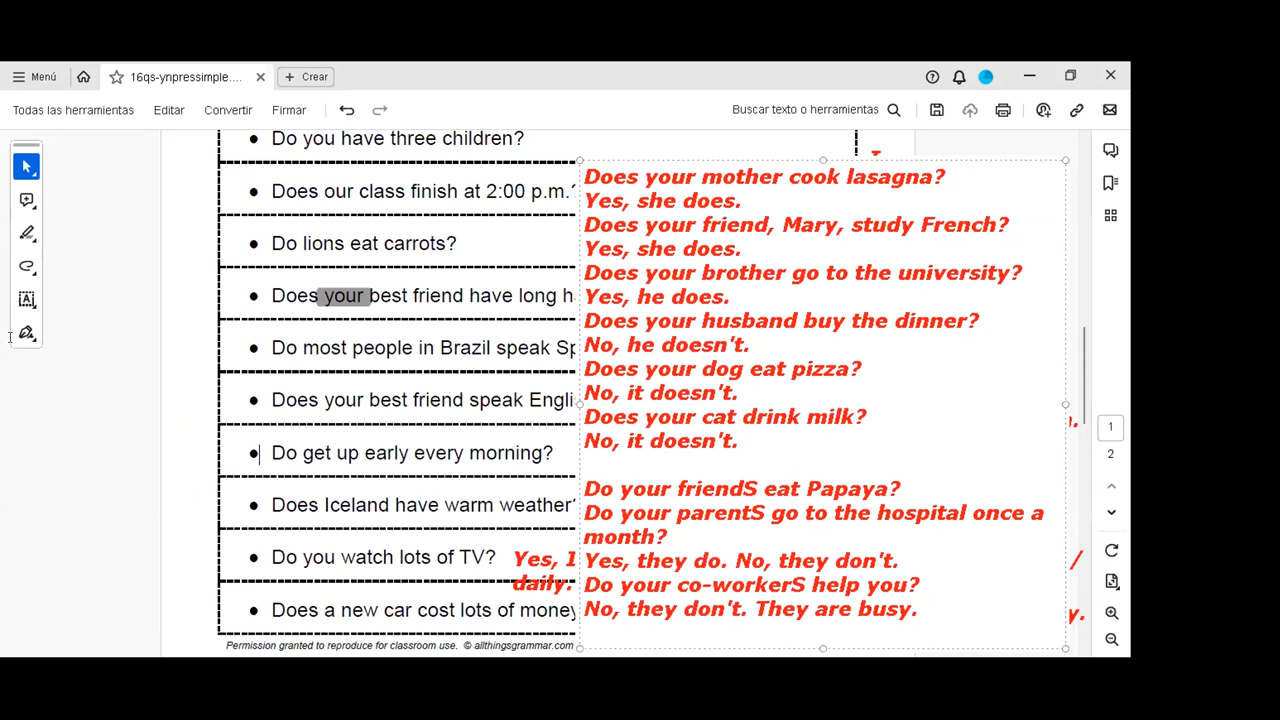 Menú
16qs-ynpressimple....
Crear
Todas las herramientas
Editar
Convertir
Firmar
Buscar texto o herramientas
• Do you have three children?
• Does our class finish at 2:00 p.m.
• Do lions eat carrots?
• Does your best friend have long h
• Do most people in Brazil speak Sp
• Does your best friend speak Engli
• Do get up early every morning?
• Does Iceland have warm weather?
• Do you watch lots of TV?
Yes, I
daily.
• Does a new car cost lots of money
Permission granted to reproduce for classroom use. © allthingsgrammar.com
Does your mother cook lasagna?
Yes, she does.
Does your friend, Mary, study French?
Yes, she does.
Does your brother go to the university?
Yes, he does.
Does your husband buy the dinner?
No, he doesn't.
Does your dog eat pizza?
No, it doesn't.
Does your cat drink milk?
No, it doesn't.
Do your friendS eat Papaya?
Do your parentS go to the hospital once a
month?
Yes, they do. No, they don't.
Do your co-workerS help you?
No, they don't. They are busy.
1
2